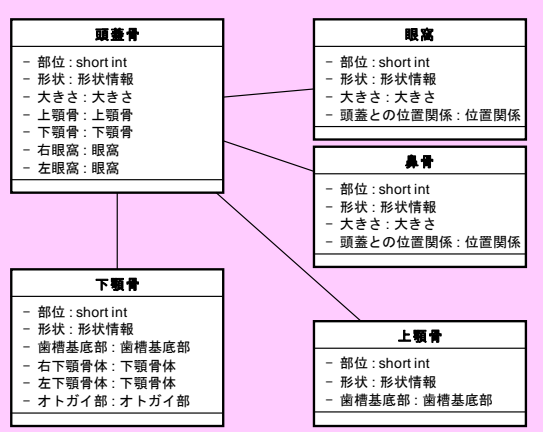 頭蓋骨
- 部位 : short int
- 形状 : 形状情報
- 大きさ : 大きさ
- 上顎骨 : 上顎骨
- 下顎骨 : 下顎骨
- 右眼窩 : 眼窩
- 左眼窩 : 眼窩
眼窩
- 部位 : short int
- 形状 : 形状情報
- 大きさ : 大きさ
- 頭蓋との位置関係 : 位置関係
鼻骨
- 部位 : short int
- 形状 : 形状情報
- 大きさ : 大きさ
- 頭蓋との位置関係 : 位置関係
下顎骨
- 部位 : short int
- 形状 : 形状情報
- 歯槽基底部 : 歯槽基底部
- 右下顎骨体 : 下顎骨体
- 左下顎骨体 : 下顎骨体
- オトガイ部 : オトガイ部
上顎骨
- 部位 : short int
- 形状 : 形状情報
- 歯槽基底部 : 歯槽基底部